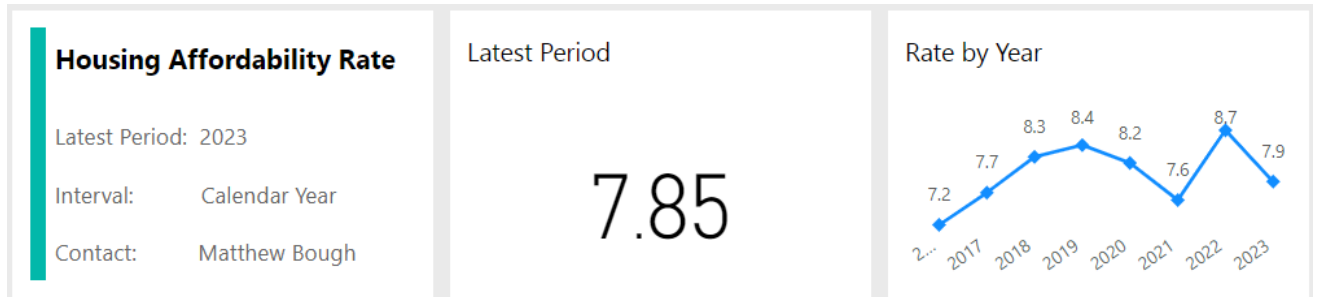 Housing Affordability Rate
Latest Period: 2023
Interval: Calendar Year
Contact: Matthew Bough
Latest Period
7.85
Rate by Year
7.2
7.7
8.3
8.4
8.2
7.6
8.7
7.9
2... 2017 2018 2019 2020 2021 2022 2023